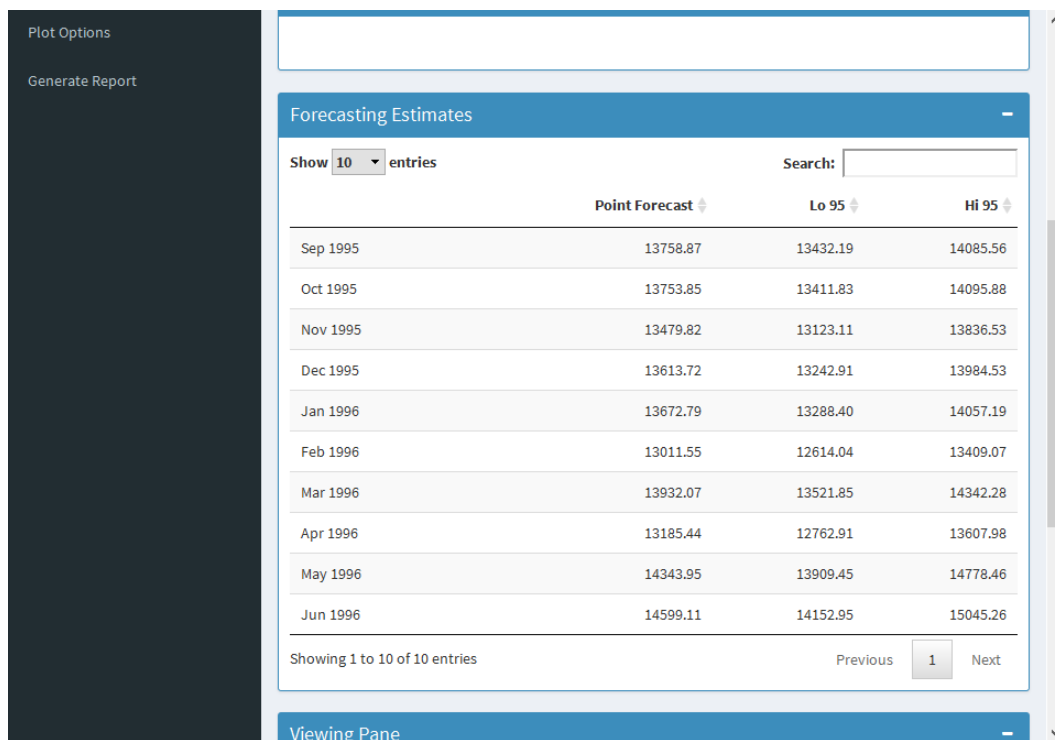 Plot Options
Generate Report
Forecasting Estimates
Show 10 entries Search:
Point Forecast Lo 95 Hi 95
Sep 1995 13758.87 13432.19 14085.56
Oct 1995 13753.85 13411.83 14095.88
Nov 1995 13479.82 13123.11 13836.53
Dec 1995 13613.72 13242.91 13984.53
Jan 1996 13672.79 13288.40 14057.19
Feb 1996 13011.55 12614.04 13409.07
Mar 1996 13932.07 13521.85 14342.28
Apr 1996 13185.44 12762.91 13607.98
May 1996 14343.95 13909.45 14778.46
Jun 1996 14599.11 14152.95 15045.26
Showing 1 to 10 of 10 entries Previous 1 Next
Viewing Pane